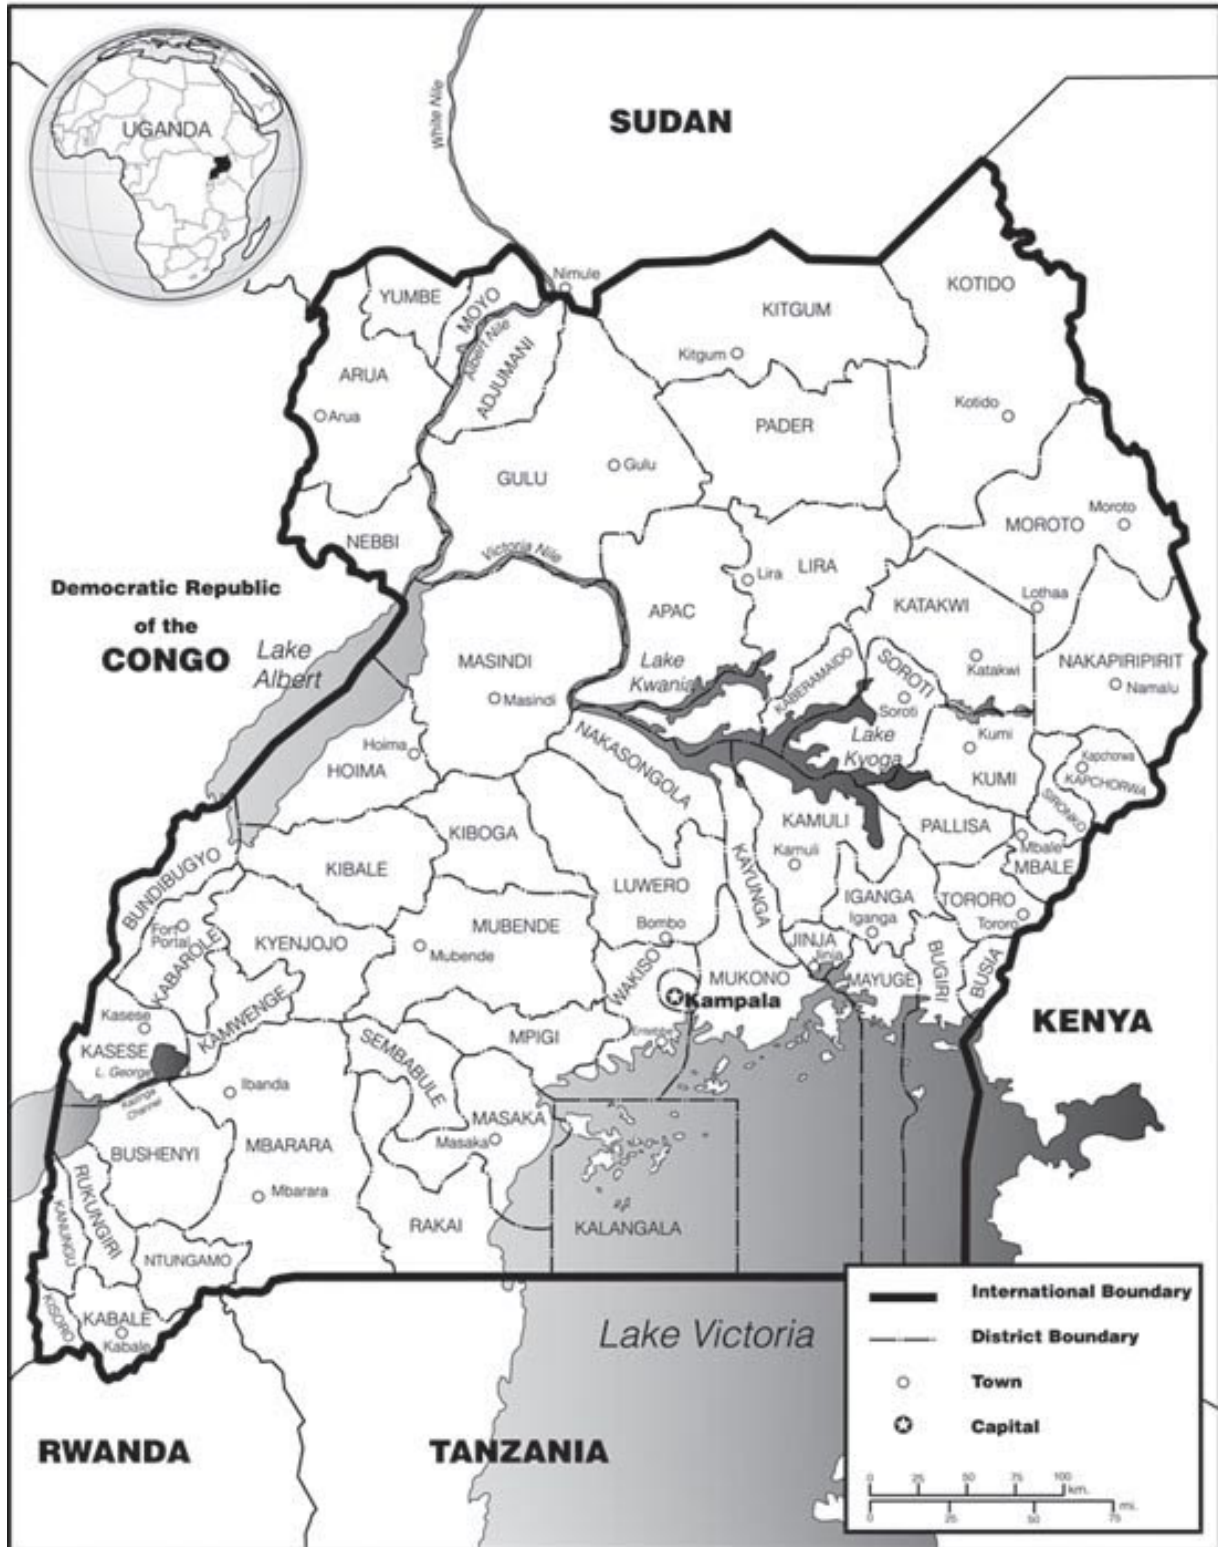 UGANDA
White Nile
SUDAN
Nimule
YUMBE
MOYO
KOTIDO
KITGUM
Albert Nile
ADJUMANI
Kitgum
ARUA
Arua
Kotido
PADER
GULU
Gulu
Moroto
MOROTO
NEBBI
Victoria Nile
Lira
LIRA
Democratic Republic
of the
CONGO
Lake
Albert
APAC
KATAKWI
Lothaa
MASINDI
Masindi
Lake
Kwania
KABERAMAIDO
SOROTI
Soroti
Katakwi
NAKAPIRIPIRIT
Namalu
Hoima
HOIMA
NAKASONGOLA
Lake
Kyoga
Kumi
KUMI
Kapchorwa
KAPCHORWA
SIRONKO
KIBOGA
KAMULI
Kamuli
PALLISA
Mbale
MBALE
BUNDIBUGYO
KIBALE
LUWERO
KAYUNGA
IGANGA
Iganga
TORORO
Tororo
Fort
Portal
KABAROLE
KYENJOJO
MUBENDE
Mubende
Bombo
WAKISO
MUKONO
JINJA
Jinja
MAYUGE
BUGIRI
BUSIA
Kampala
Kasese
KASESE
L. George
KAMWENGE
Kazinga
Channel
SEMBABULE
MPIGI
Entebbe
KENYA
Ibanda
BUSHENYI
MBARARA
Mbarara
MASAKA
Masaka
RUKUNGIRI
KANUNGU
NTUNGAMO
RAKAI
KALANGALA
KISORO
KABALE
Kabale
Lake Victoria
RWANDA
TANZANIA
International Boundary
District Boundary
Town
Capital
0 25 50 75 100
km.
mi.
0 25 50 75